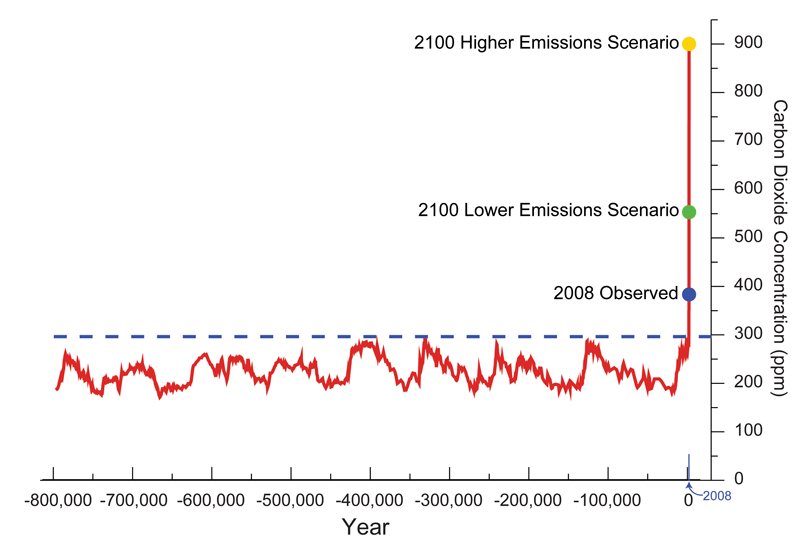 2100 Higher Emissions Scenario
2100 Lower Emissions Scenario
2008 Observed
900
800
700
600
500
400
300
200
100
0
Carbon Dioxide Concentration (ppm)
-800,000 -700,000 -600,000 -500,000 -400,000 -300,000 -200,000 -100,000 0 2008
Year